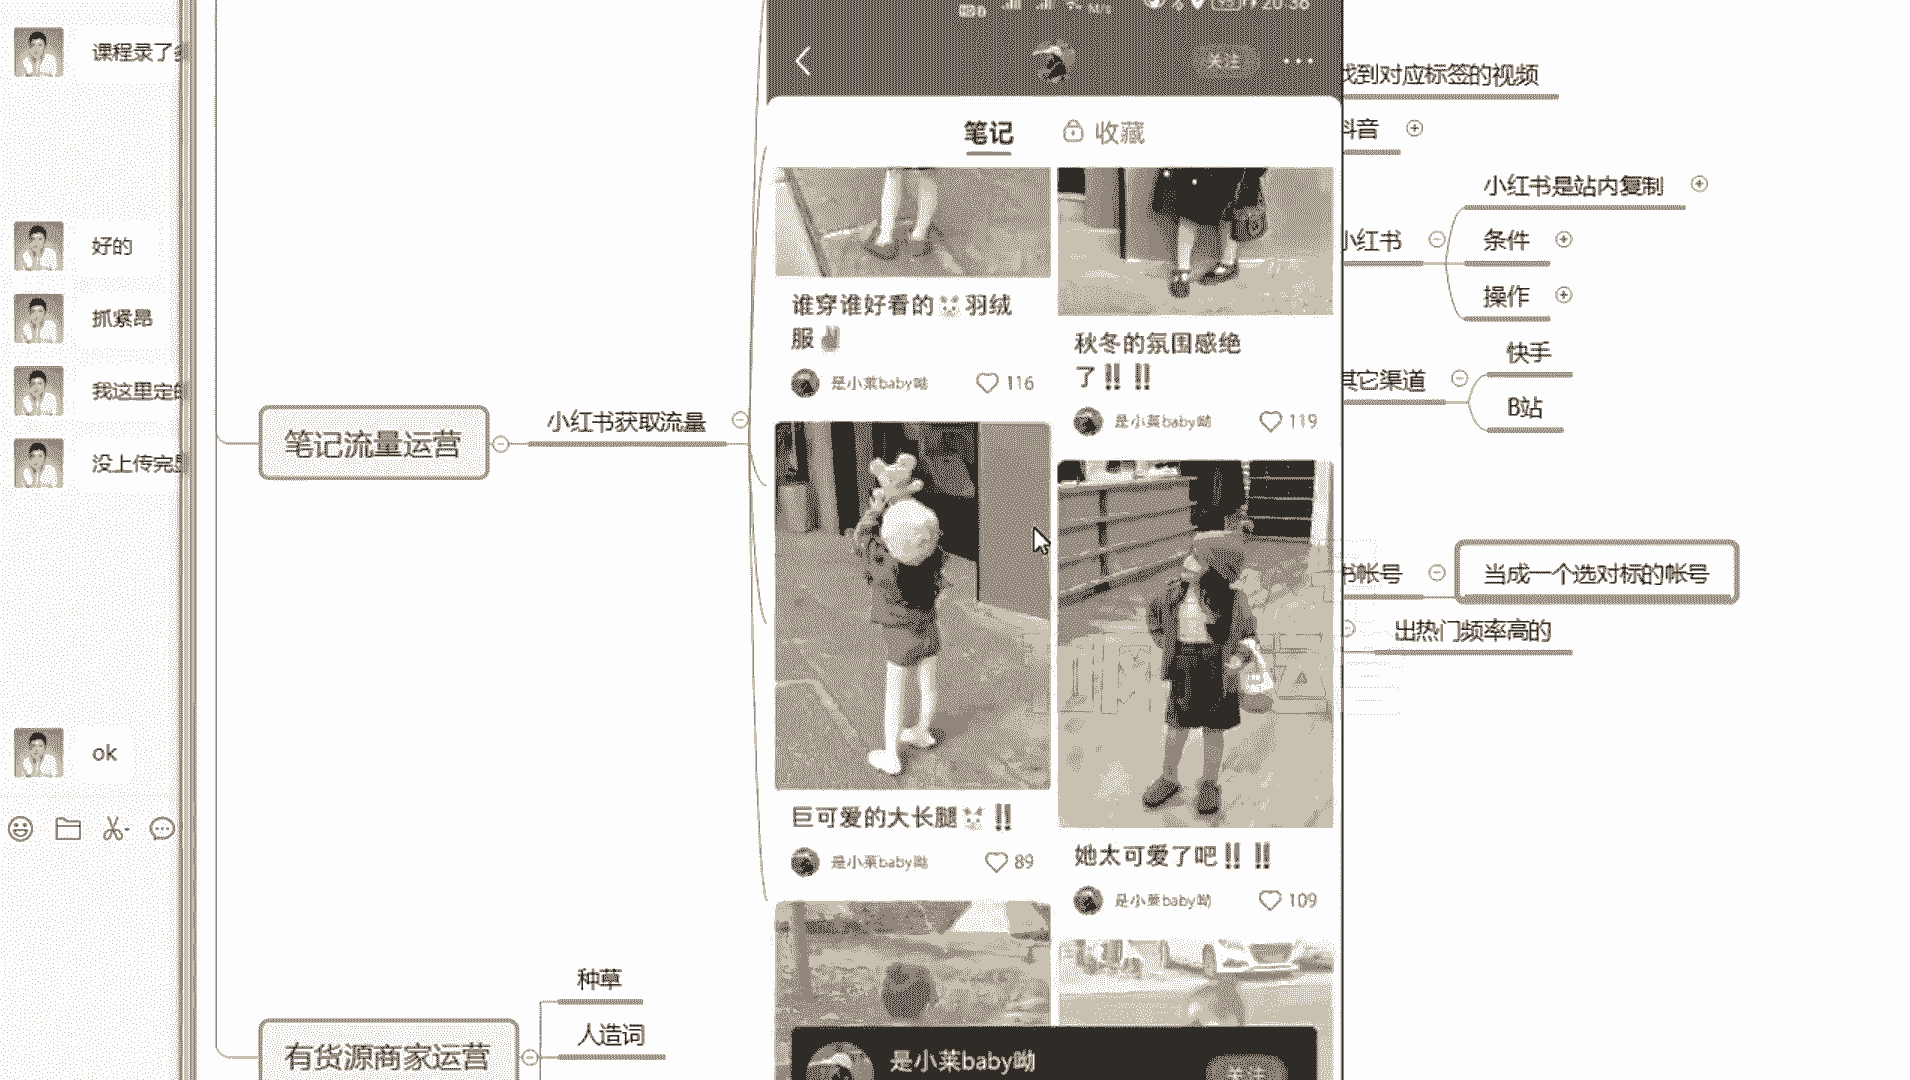 课程录了
好的
抓紧昂
我这里定的
没上传完
ok
笔记流量运营
小红书获取流量
有货源商家运营
种草
人造词
20:38
关注
笔记
收藏
谁穿谁好看的羽绒
服
是小莱baby呦
116
秋冬的氛围感绝
了‼️ ‼️
是小莱baby呦
119
巨可爱的大长腿‼️
是小莱baby呦
89
她太可爱了吧‼️ ‼️
是小莱baby呦
109
是小莱baby呦
关注
找到对应标签的视频
抖音
小红书是站内复制
小红书
条件
操作
其它渠道
快手
B站
书帐号
当成一个选对标的帐号
出热门频率高的